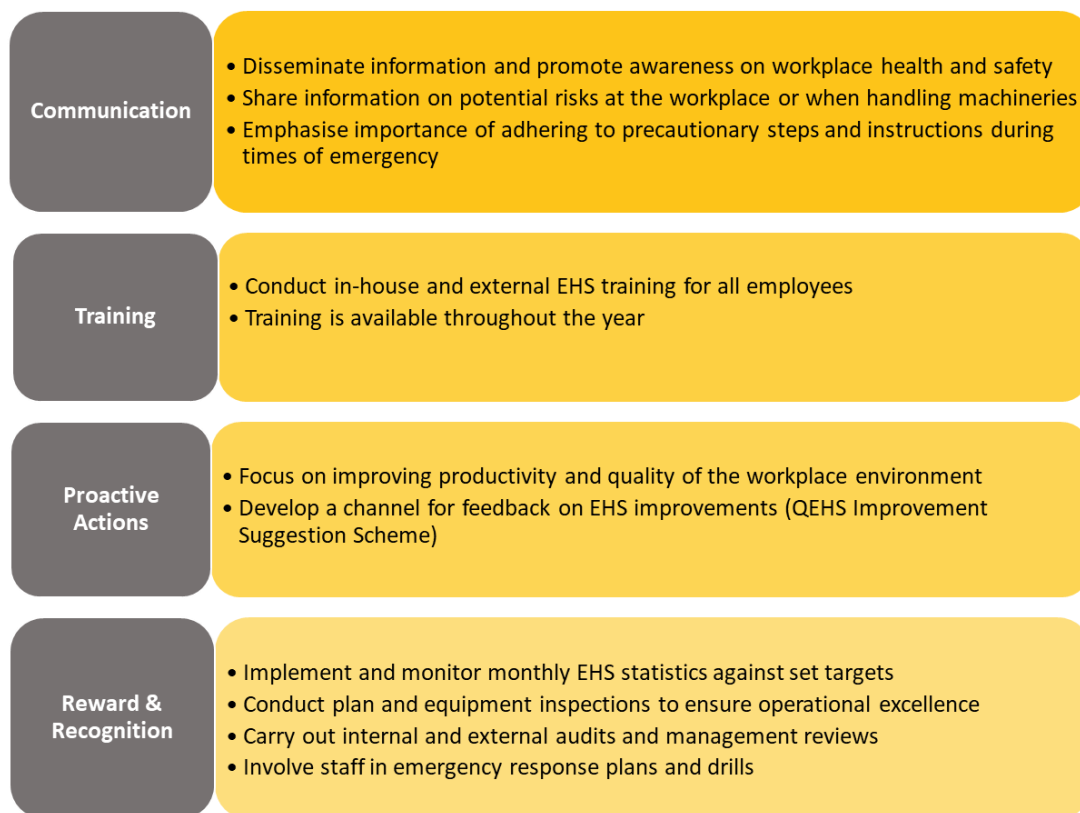 Communication
• Disseminate information and promote awareness on workplace health and safety
• Share information on potential risks at the workplace or when handling machineries
• Emphasise importance of adhering to precautionary steps and instructions during
times of emergency
Training
• Conduct in-house and external EHS training for all employees
• Training is available throughout the year
Proactive
Actions
• Focus on improving productivity and quality of the workplace environment
• Develop a channel for feedback on EHS improvements (QEHS Improvement
Suggestion Scheme)
Reward &
Recognition
• Implement and monitor monthly EHS statistics against set targets
• Conduct plan and equipment inspections to ensure operational excellence
• Carry out internal and external audits and management reviews
• Involve staff in emergency response plans and drills